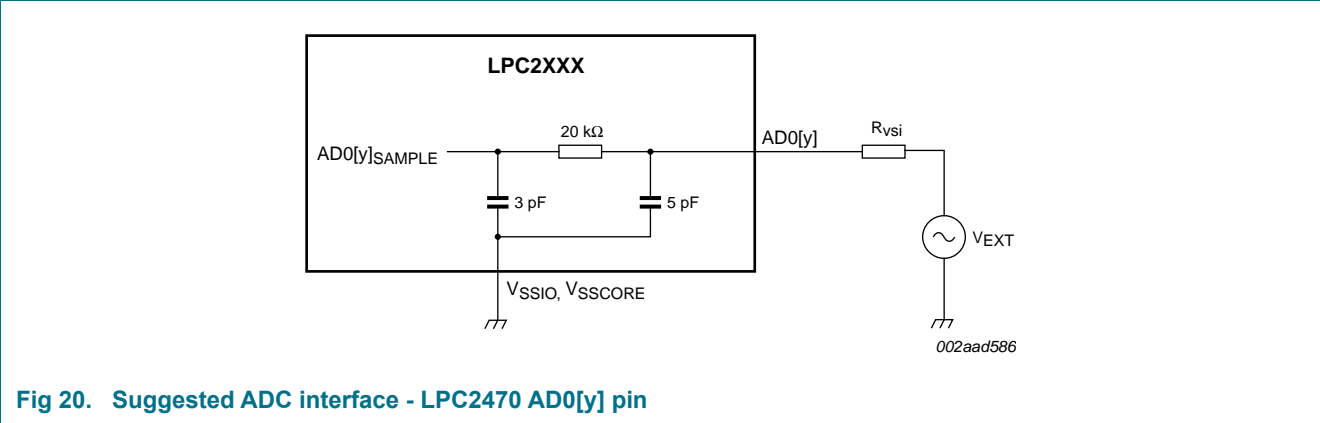 LPC2XXX
20 kΩ
AD0[y]SAMPLE
AD0[y]
Rvsi
3 pF
5 pF
VEXT
VSSIO, VSSCORE
002aad586
Fig 20. Suggested ADC interface - LPC2470 AD0[y] pin